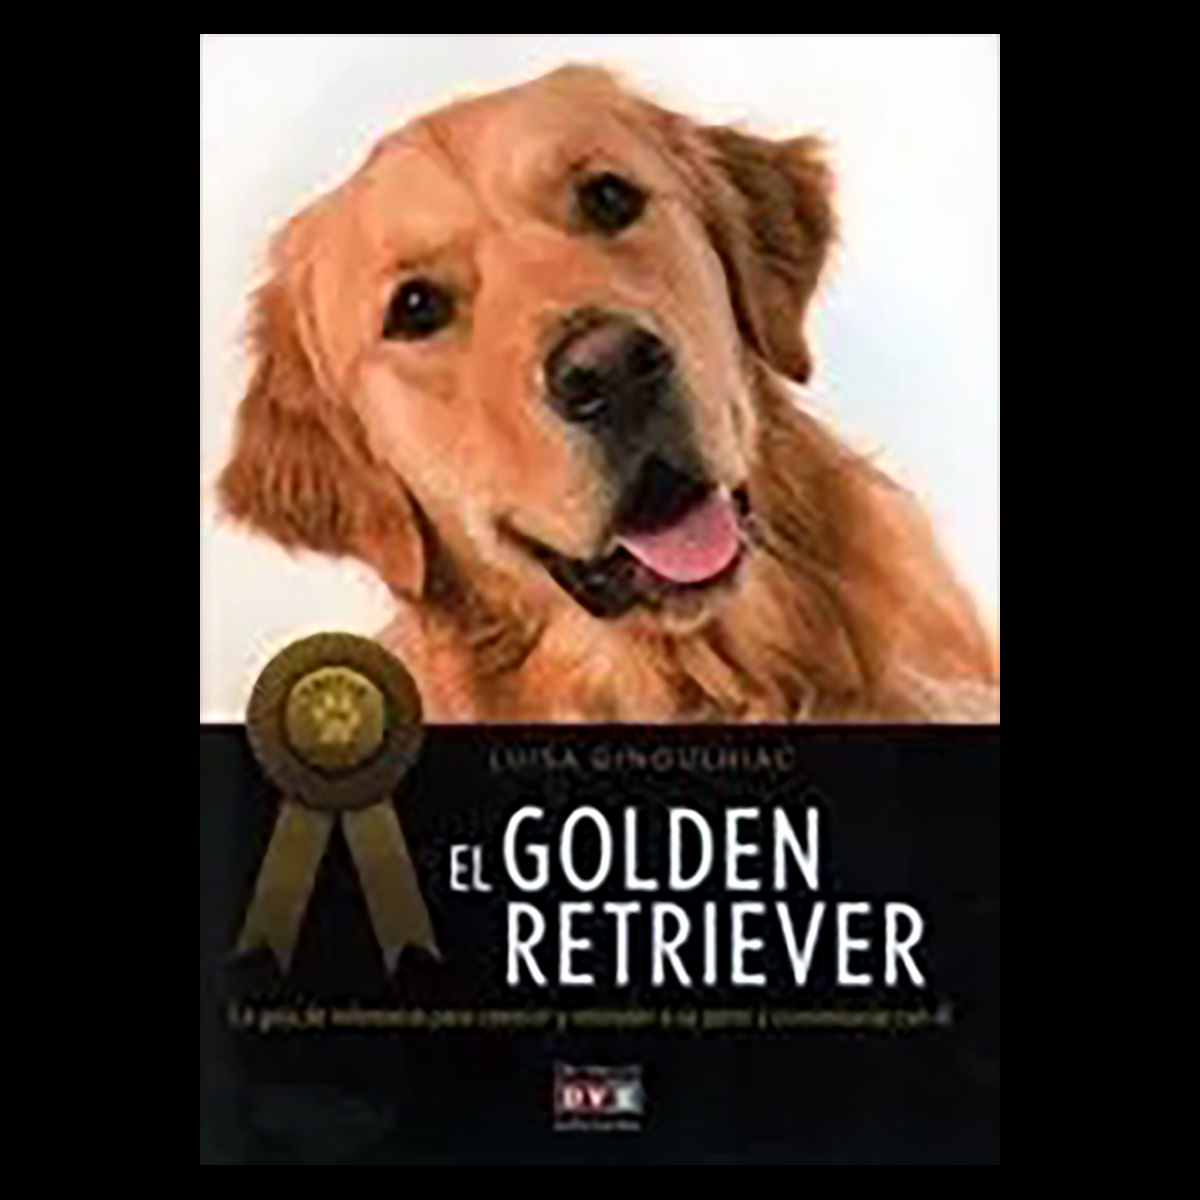 LUISA GINOULHIAC
EL GOLDEN
RETRIEVER
La guía de referencia para conocer y entender a su perro y comunicarse con él
DVE